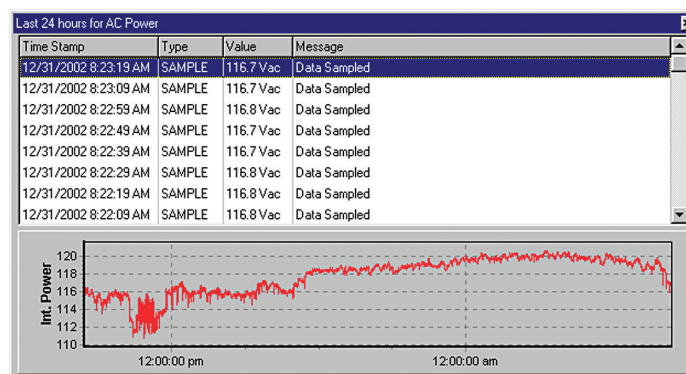 Last 24 hours for AC Power
Time Stamp Type Value Message
12/31/2002 8:23:19 AM SAMPLE 116.7 Vac Data Sampled
12/31/2002 8:23:09 AM SAMPLE 116.7 Vac Data Sampled
12/31/2002 8:22:59 AM SAMPLE 116.8 Vac Data Sampled
12/31/2002 8:22:49 AM SAMPLE 116.7 Vac Data Sampled
12/31/2002 8:22:39 AM SAMPLE 116.7 Vac Data Sampled
12/31/2002 8:22:29 AM SAMPLE 116.8 Vac Data Sampled
12/31/2002 8:22:19 AM SAMPLE 116.8 Vac Data Sampled
12/31/2002 8:22:09 AM SAMPLE 116.8 Vac Data Sampled
Int. Power
120
118
116
114
112
110
12:00:00 pm 12:00:00 am